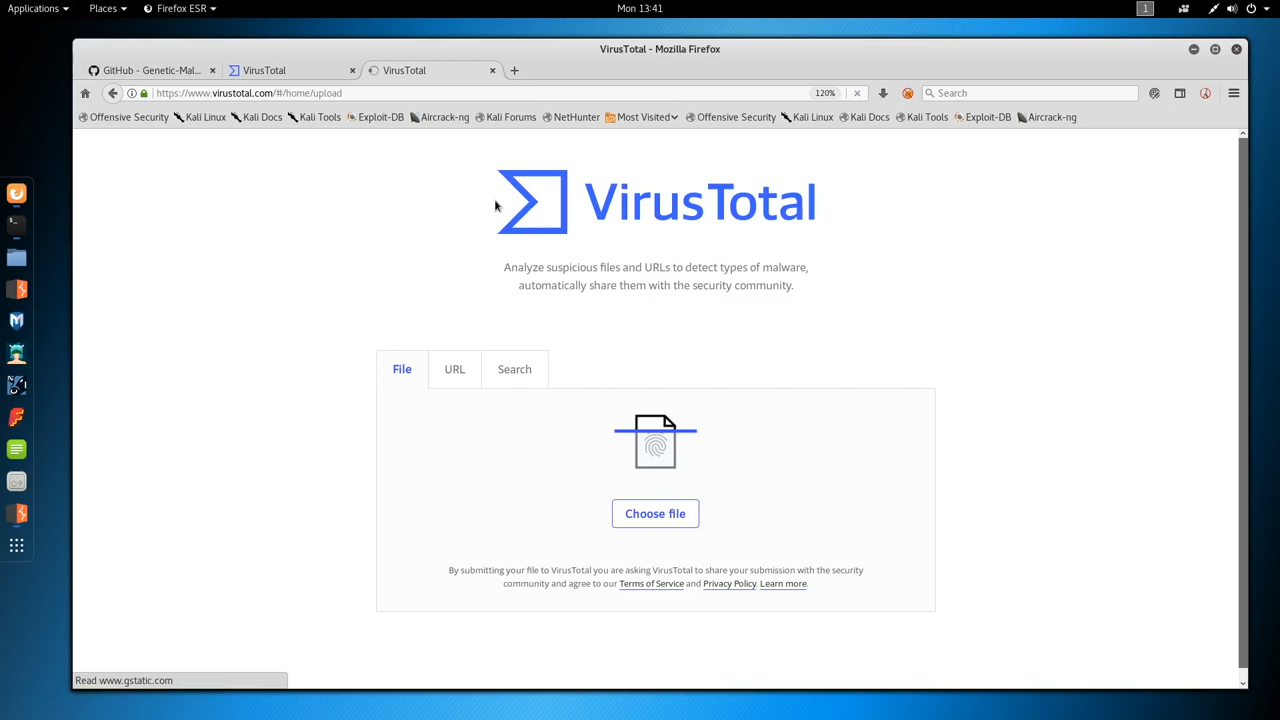 Applications
Places
Firefox ESR
Mon 13:41
1
VirusTotal - Mozilla Firefox
GitHub - Genetic-Mal...
VirusTotal
VirusTotal
https://www.virustotal.com/#/home/upload
120%
Search
Offensive Security
Kali Linux
Kali Docs
Kali Tools
Exploit-DB
Aircrack-ng
Kali Forums
NetHunter
Most Visited
Offensive Security
Kali Linux
Kali Docs
Kali Tools
Exploit-DB
Aircrack-ng
VirusTotal
Analyze suspicious files and URLs to detect types of malware,
automatically share them with the security community.
File
URL
Search
Choose file
By submitting your file to VirusTotal you are asking VirusTotal to share your submission with the security
community and agree to our Terms of Service and Privacy Policy. Learn more.
Read www.gstatic.com